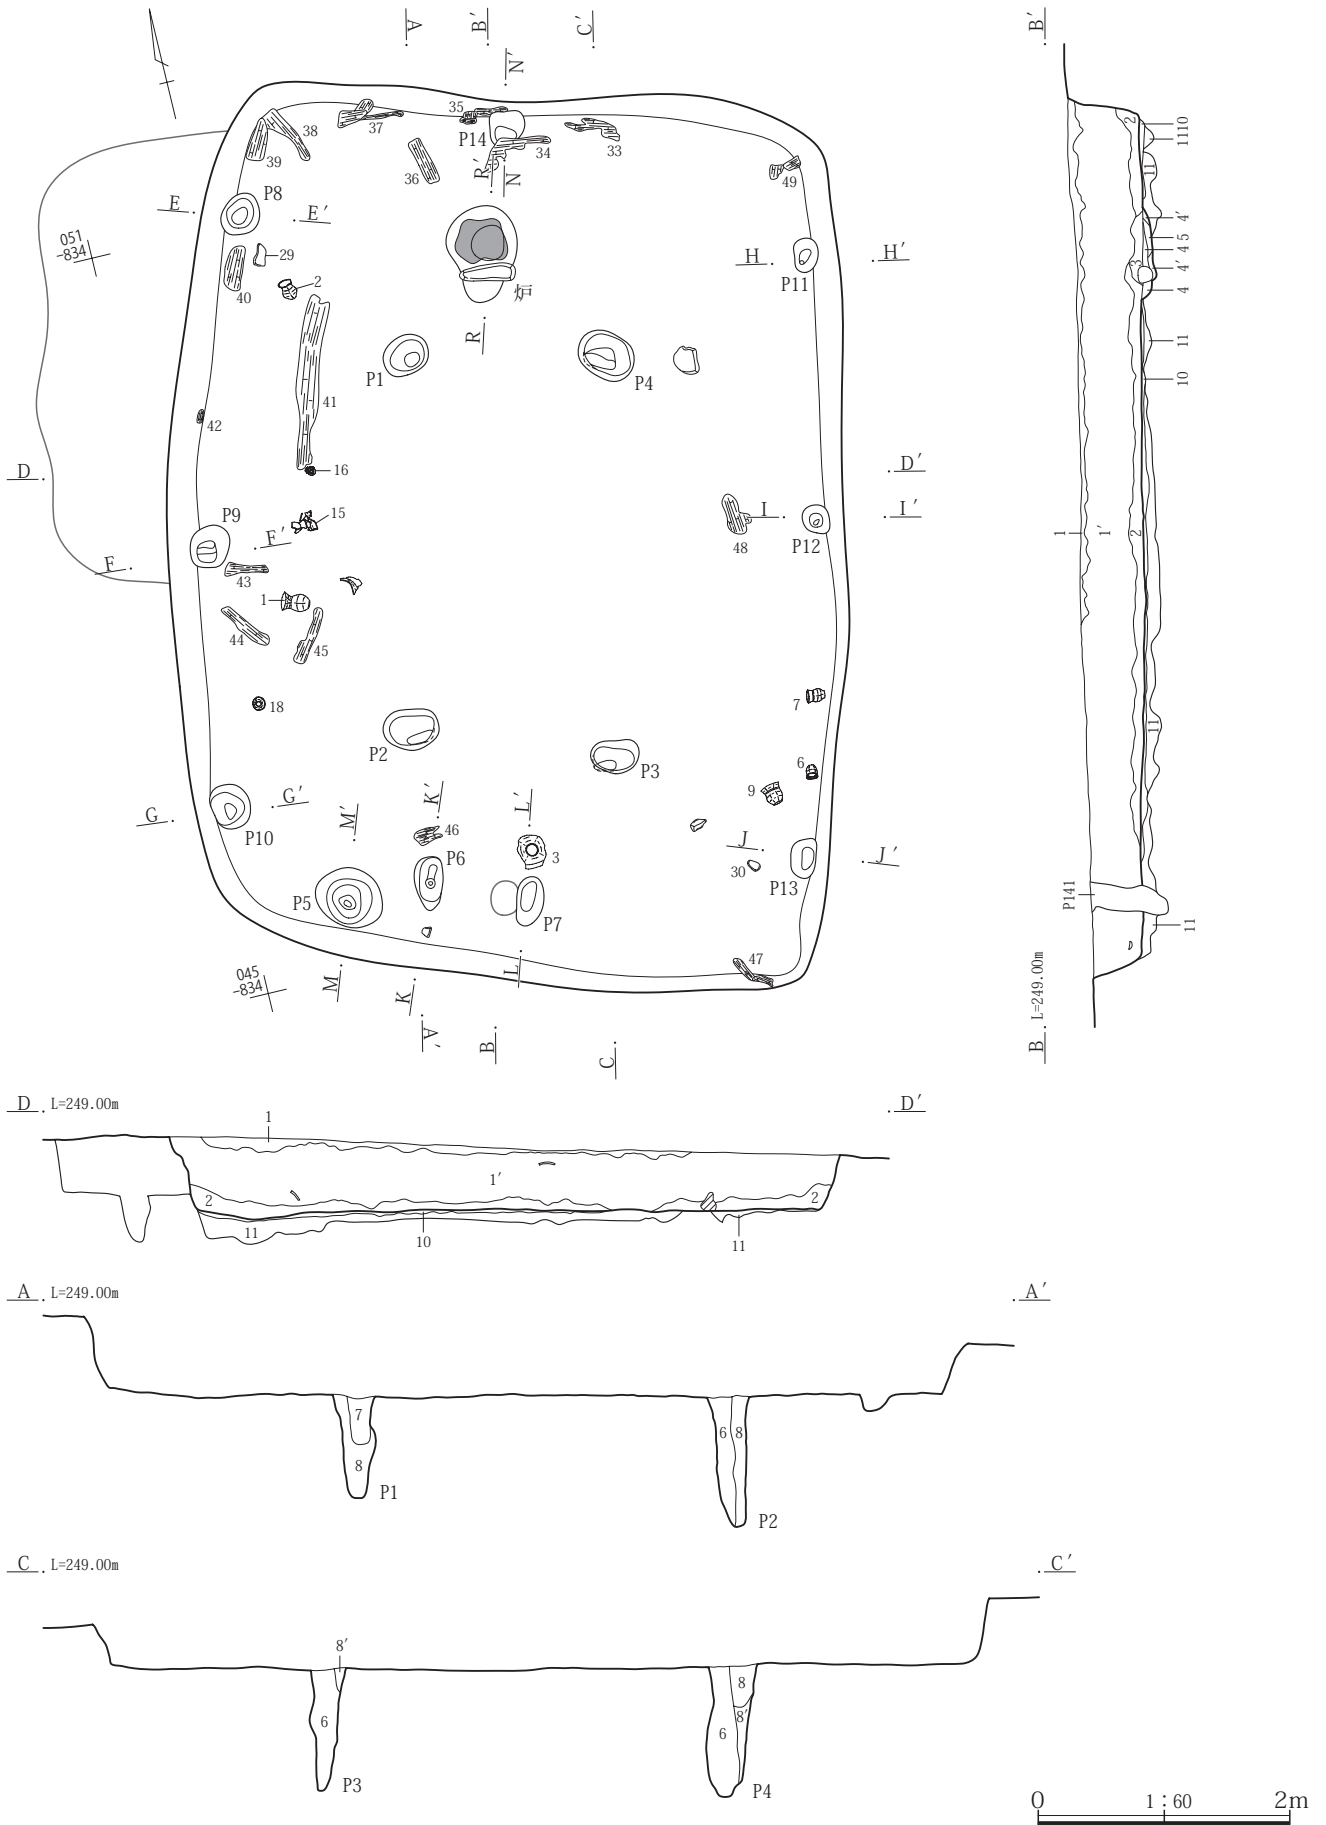 A
B′
C′
N′
B′
35
38
37
P14
34
33
39
36
R′
N
49
P8
E
E′
051
-834
29
H
H′
40
2
P11
炉
R
P1
P4
41
42
D
16
D′
P9
15
I
I′
F′
48
P12
F
43
1
44
45
18
7
P2
P3
6
9
G
G′
M′
K′
L′
P10
46
J
J′
3
P6
30
P13
P5
P7
47
045
-834
L
M
K
A′
B
C
2
1110
11
4′
4 5
3
4′
4
11
10
1
1′
2
11
P141
11
B
L=249.00m
D
L=249.00m
D′
1
1′
2
2
11
10
11
A
L=249.00m
A′
7
6
8
8
P1
P2
C
L=249.00m
C′
8′
8
8′
6
6
P3
P4
0
1：60
2m